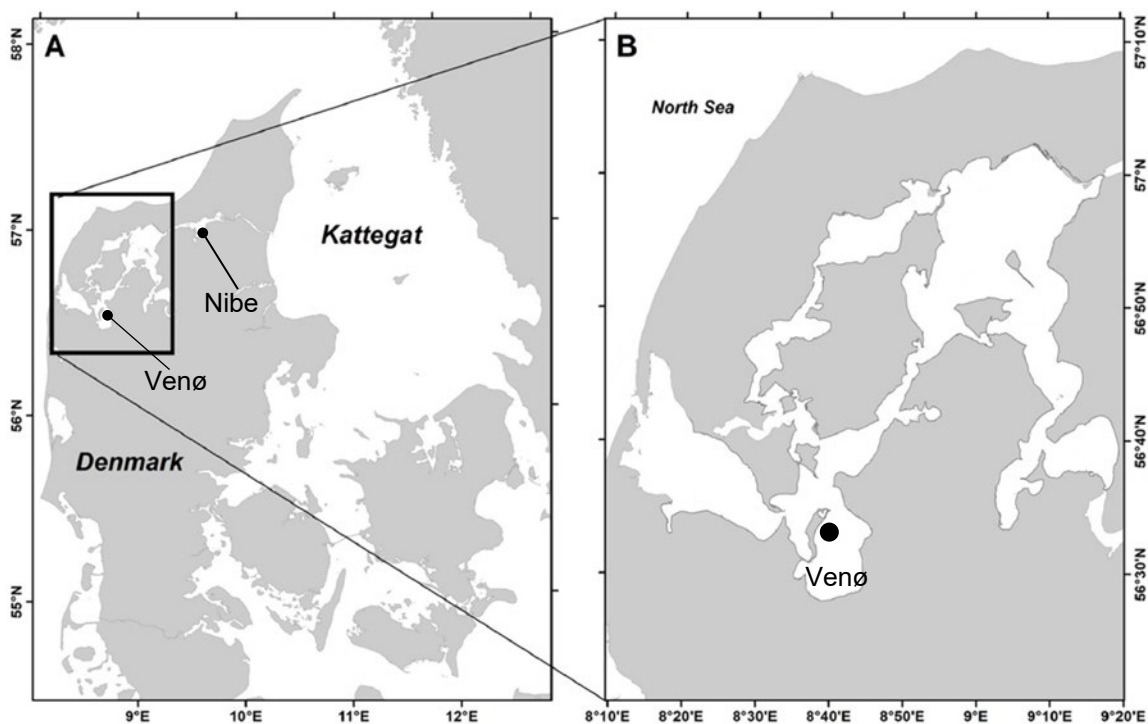 A
58°N
57°N
56°N
55°N
Kattegat
Nibe
Venø
Denmark
9°E
10°E
11°E
12°E
B
North Sea
57°10'N
57°N
56°50'N
56°40'N
56°30'N
Venø
8°10'E
8°20'E
8°30'E
8°40'E
8°50'E
9°E
9°10'E
9°20'E